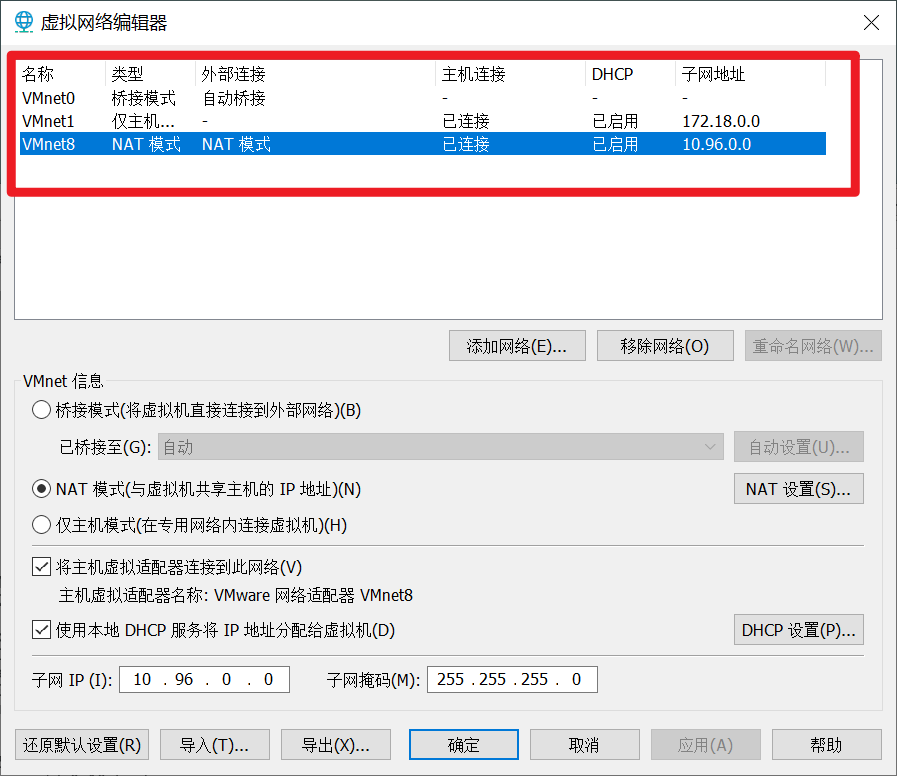 虚拟网络编辑器
名称 类型 外部连接 主机连接 DHCP 子网地址
VMnet0 桥接模式 自动桥接 - - -
VMnet1 仅主机... - 已连接 已启用 172.18.0.0
VMnet8 NAT 模式 NAT 模式 已连接 已启用 10.96.0.0
添加网络(E)... 移除网络(O) 重命名网络(W)...
VMnet 信息
桥接模式(将虚拟机直接连接到外部网络)(B)
已桥接至(G): 自动 自动设置(U)...
NAT 模式(与虚拟机共享主机的 IP 地址)(N) NAT 设置(S)...
仅主机模式(在专用网络内连接虚拟机)(H)
将主机虚拟适配器连接到此网络(V)
主机虚拟适配器名称: VMware 网络适配器 VMnet8
使用本地 DHCP 服务将 IP 地址分配给虚拟机(D) DHCP 设置(P)...
子网 IP (I): 10 . 96 . 0 . 0 子网掩码(M): 255 . 255 . 255 . 0
还原默认设置(R) 导入(T)... 导出(X)... 确定 取消 应用(A) 帮助